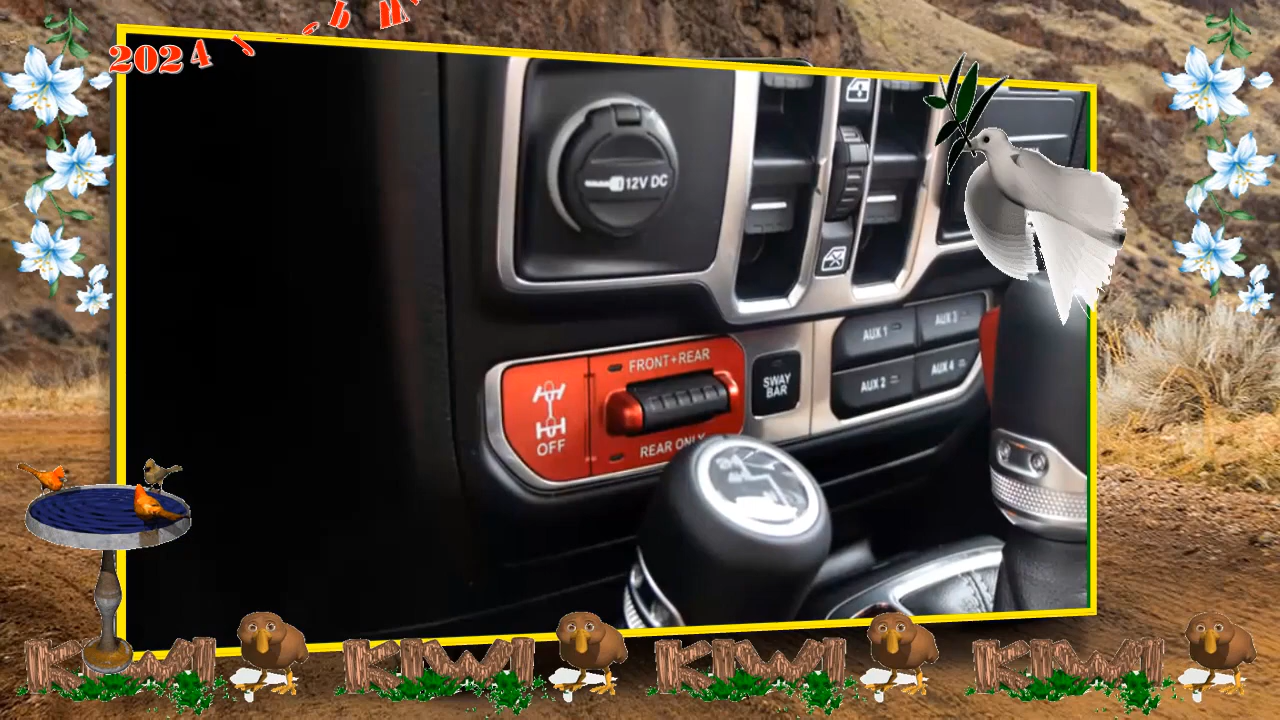 2024 J
12V DC
FRONT+REAR
OFF
REAR ONLY
SWAY
BAR
AUX 1
AUX 3
AUX 2
AUX 4
KIWI KIWI KIWI KIWI